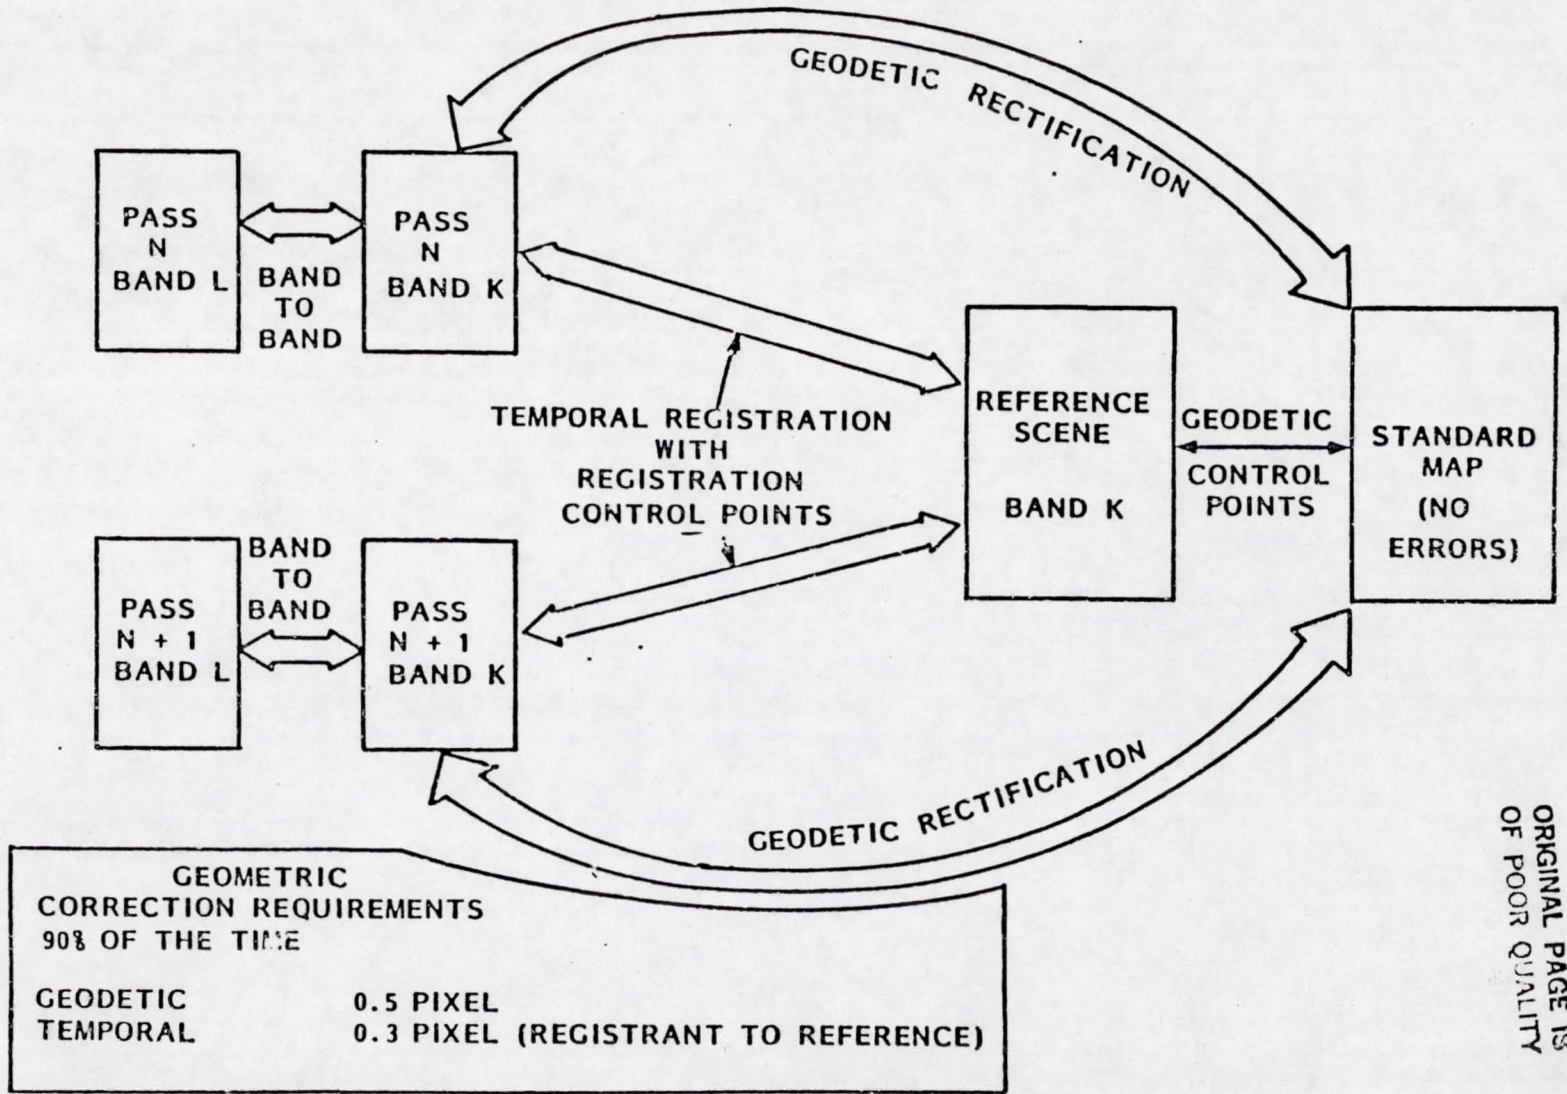 GEODETIC RECTIFICATION
PASS
N
BAND L
BAND
TO
BAND
PASS
N
BAND K
TEMPORAL REGISTRATION
WITH
REGISTRATION
CONTROL POINTS
REFERENCE
SCENE
BAND K
GEODETIC
CONTROL
POINTS
STANDARD
MAP
(NO
ERRORS)
PASS
N + 1
BAND L
BAND
TO
BAND
PASS
N + 1
BAND K
GEODETIC RECTIFICATION
GEOMETRIC
CORRECTION REQUIREMENTS
90% OF THE TIME
GEODETIC 0.5 PIXEL
TEMPORAL 0.3 PIXEL (REGISTRANT TO REFERENCE)
ORIGINAL PAGE IS
OF POOR QUALITY